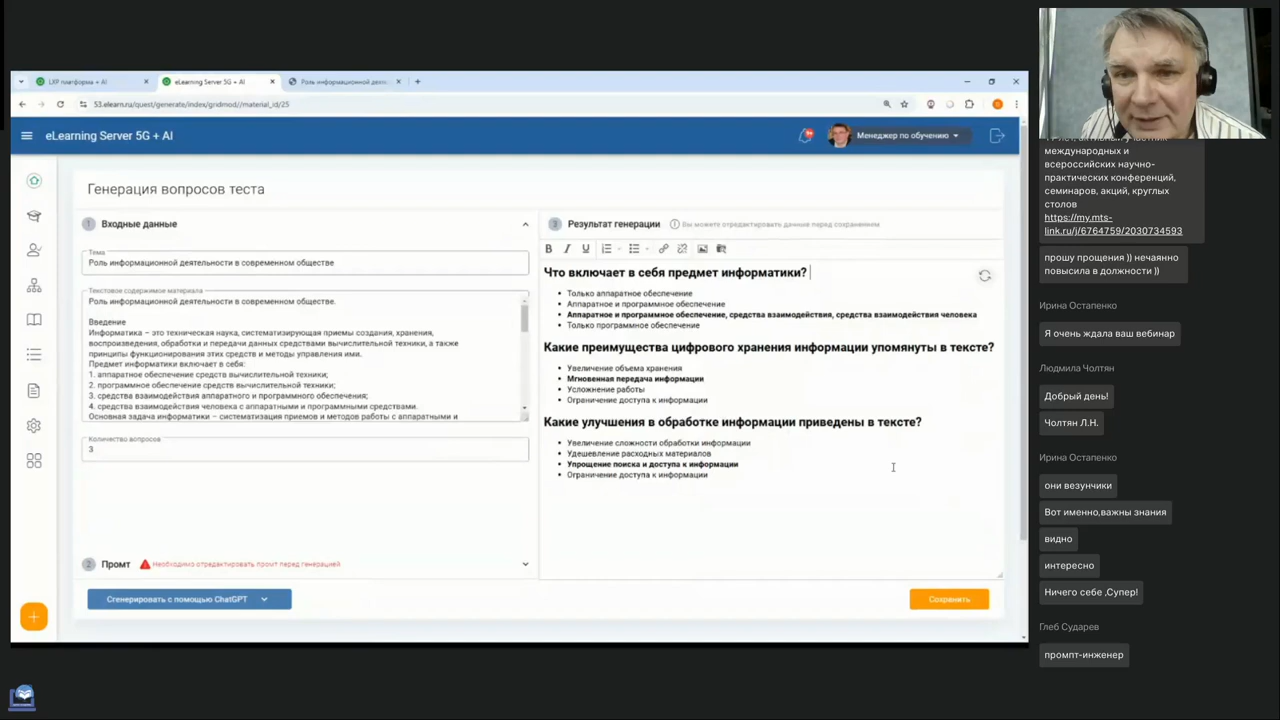 LXP платформа + AI
eLearning Server 5G + AI
Роль информационной деят
53.elearn.ru/quest/generate/index/gridmod//material_id/25
eLearning Server 5G + AI
Менеджер по обучению
Генерация вопросов теста
1 Входные данные
Тема
Роль информационной деятельности в современном обществе
Текстовое содержимое материала
Роль информационной деятельности в современном обществе.
Введение
Информатика – это техническая наука, систематизирующая приемы создания, хранения,
воспроизведения, обработки и передачи данных средствами вычислительной техники, а также
принципы функционирования этих средств и методы управления ими.
Предмет информатики включает в себя:
1. аппаратное обеспечение средств вычислительной техники;
2. программное обеспечение средств вычислительной техники;
3. средства взаимодействия аппаратного и программного обеспечения;
4. средства взаимодействия человека с аппаратными и программными средствами.
Основная задача информатики – систематизация приемов и методов работы с аппаратными и
Количество вопросов
3
2 Промт Необходимо отредактировать промт перед генерацией
Сгенерировать с помощью ChatGPT
3 Результат генерации Вы можете отредактировать данные перед сохранением
B I U
Что включает в себя предмет информатики?
Только аппаратное обеспечение
Аппаратное и программное обеспечение
Аппаратное и программное обеспечение, средства взаимодействия, средства взаимодействия человека
Только программное обеспечение
Какие преимущества цифрового хранения информации упомянуты в тексте?
Увеличение объема хранения
Мгновенная передача информации
Усложнение работы
Ограничение доступа к информации
Какие улучшения в обработке информации приведены в тексте?
Увеличение сложности обработки информации
Удешевление расходных материалов
Упрощение поиска и доступа к информации
Ограничение доступа к информации
Сохранить
международных и
всероссийских научно-
практических конференций,
семинаров, акций, круглых
столов
https://my.mts-
link.ru/j/6764759/2030734593
прошу прощения )) нечаянно
повысила в должности ))
Ирина Остапенко
Я очень ждала ваш вебинар
Людмила Чолтян
Добрый день!
Чолтян Л.Н.
Ирина Остапенко
они везунчики
Вот именно,важны знания
видно
интересно
Ничего себе ,Супер!
Глеб Сударев
промпт-инженер